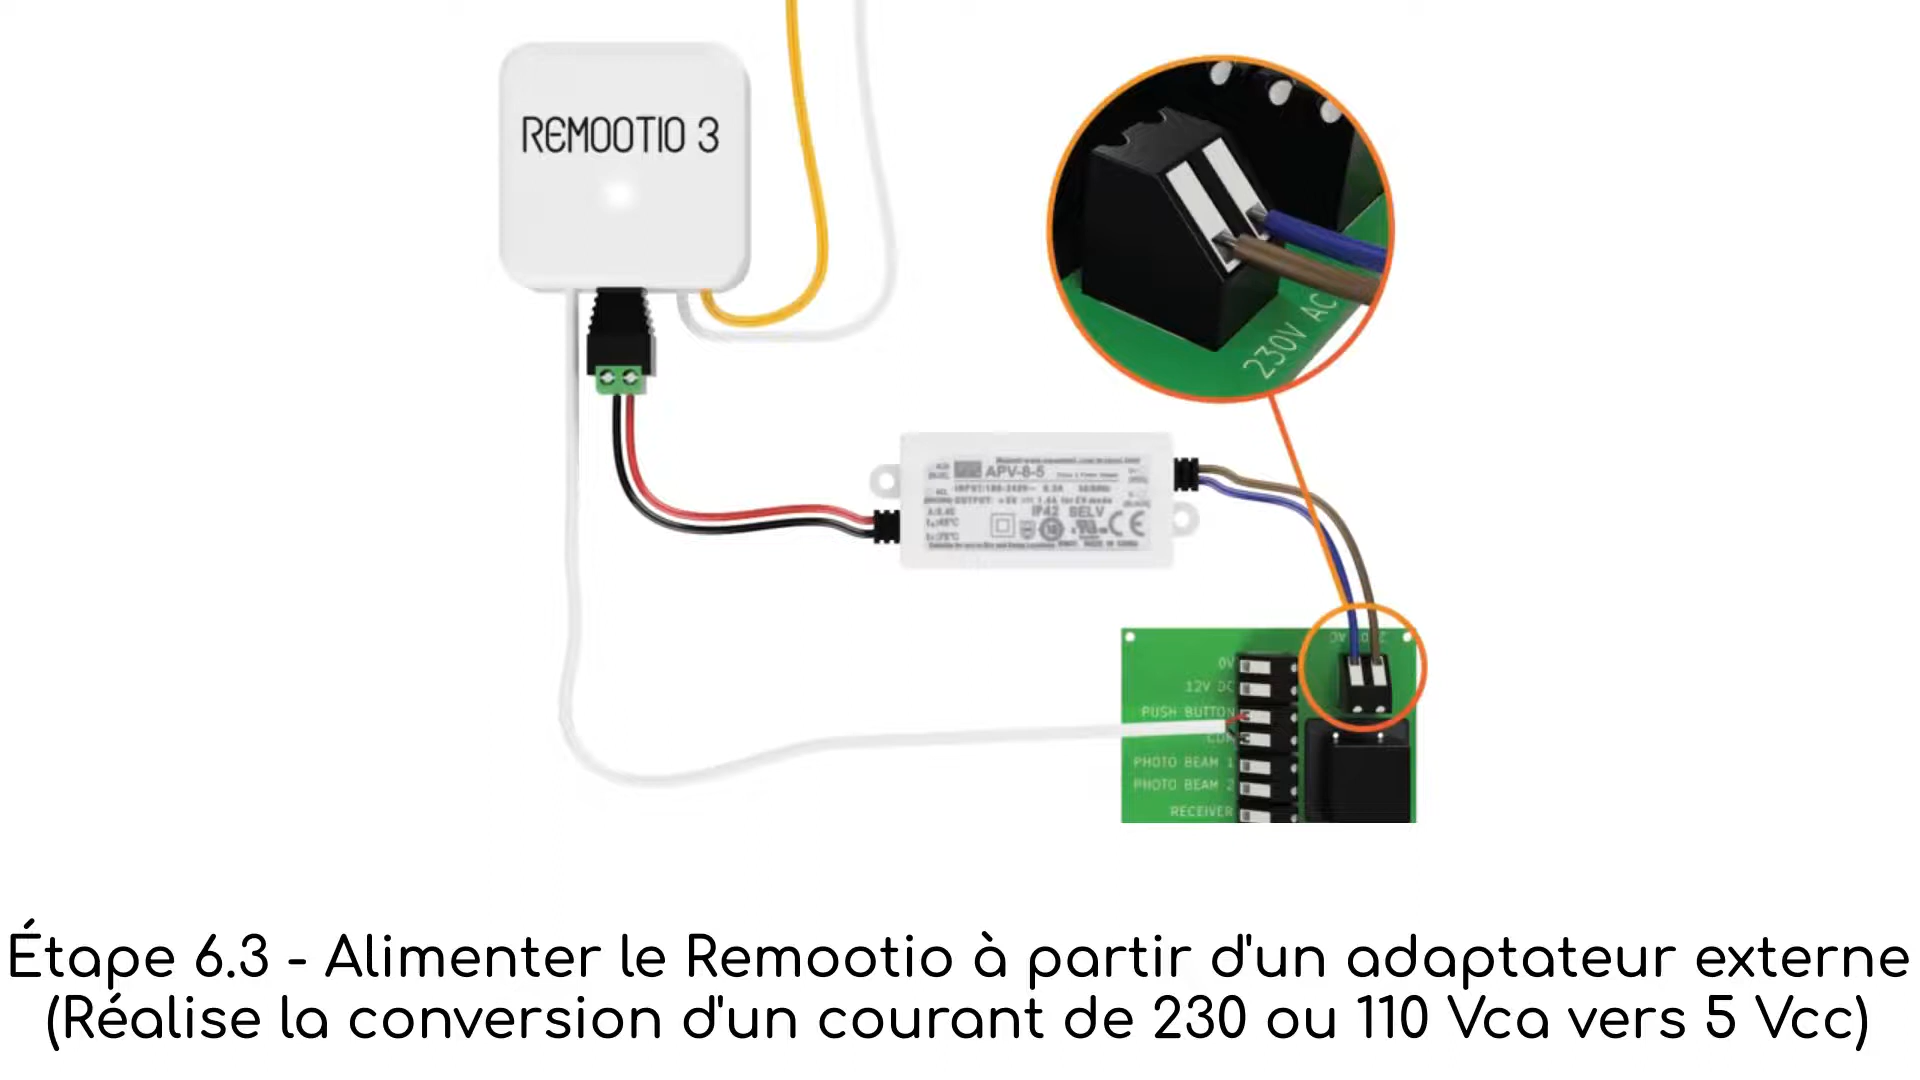 REMOOTIO 3
230V AC
APV-8-5
IP42 SELV
0V
12V DC
PUSH BUTTON
COM
PHOTO BEAM 1
PHOTO BEAM 2
RECEIVER
Étape 6.3 - Alimenter le Remootio à partir d'un adaptateur externe
(Réalise la conversion d'un courant de 230 ou 110 Vca vers 5 Vcc)